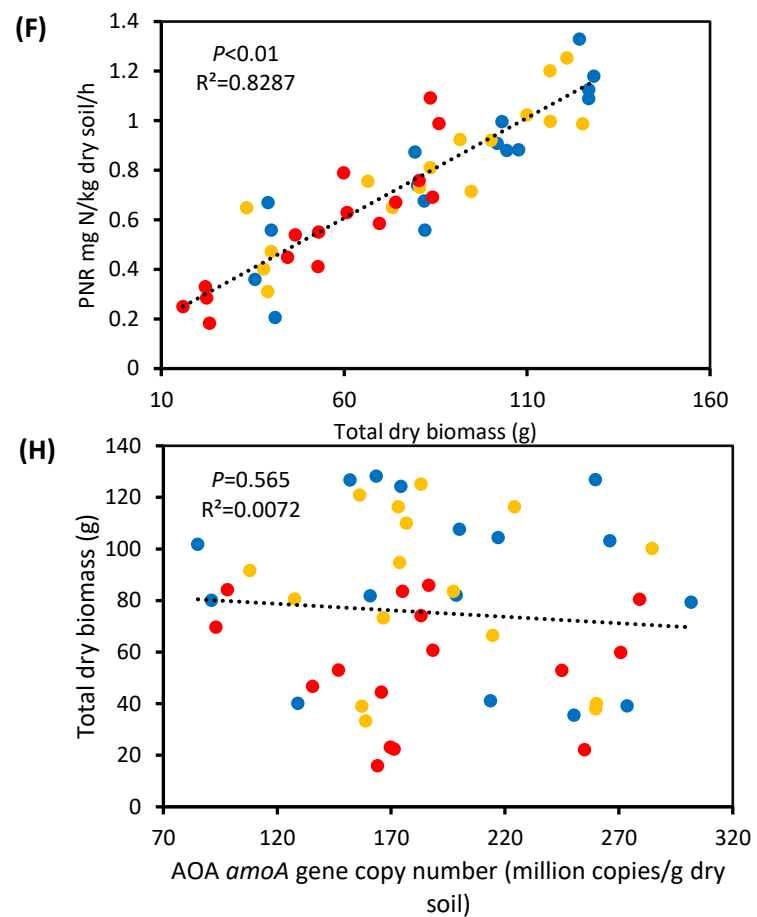 (F)
P<0.01
R²=0.8287
PNR mg N/kg dry soil/h
1.4
1.2
1
0.8
0.6
0.4
0.2
0
10 60 110 160
Total dry biomass (g)
(H)
P=0.565
R²=0.0072
Total dry biomass (g)
140
120
100
80
60
40
20
0
70 120 170 220 270 320
AOA amoA gene copy number (million copies/g dry
soil)